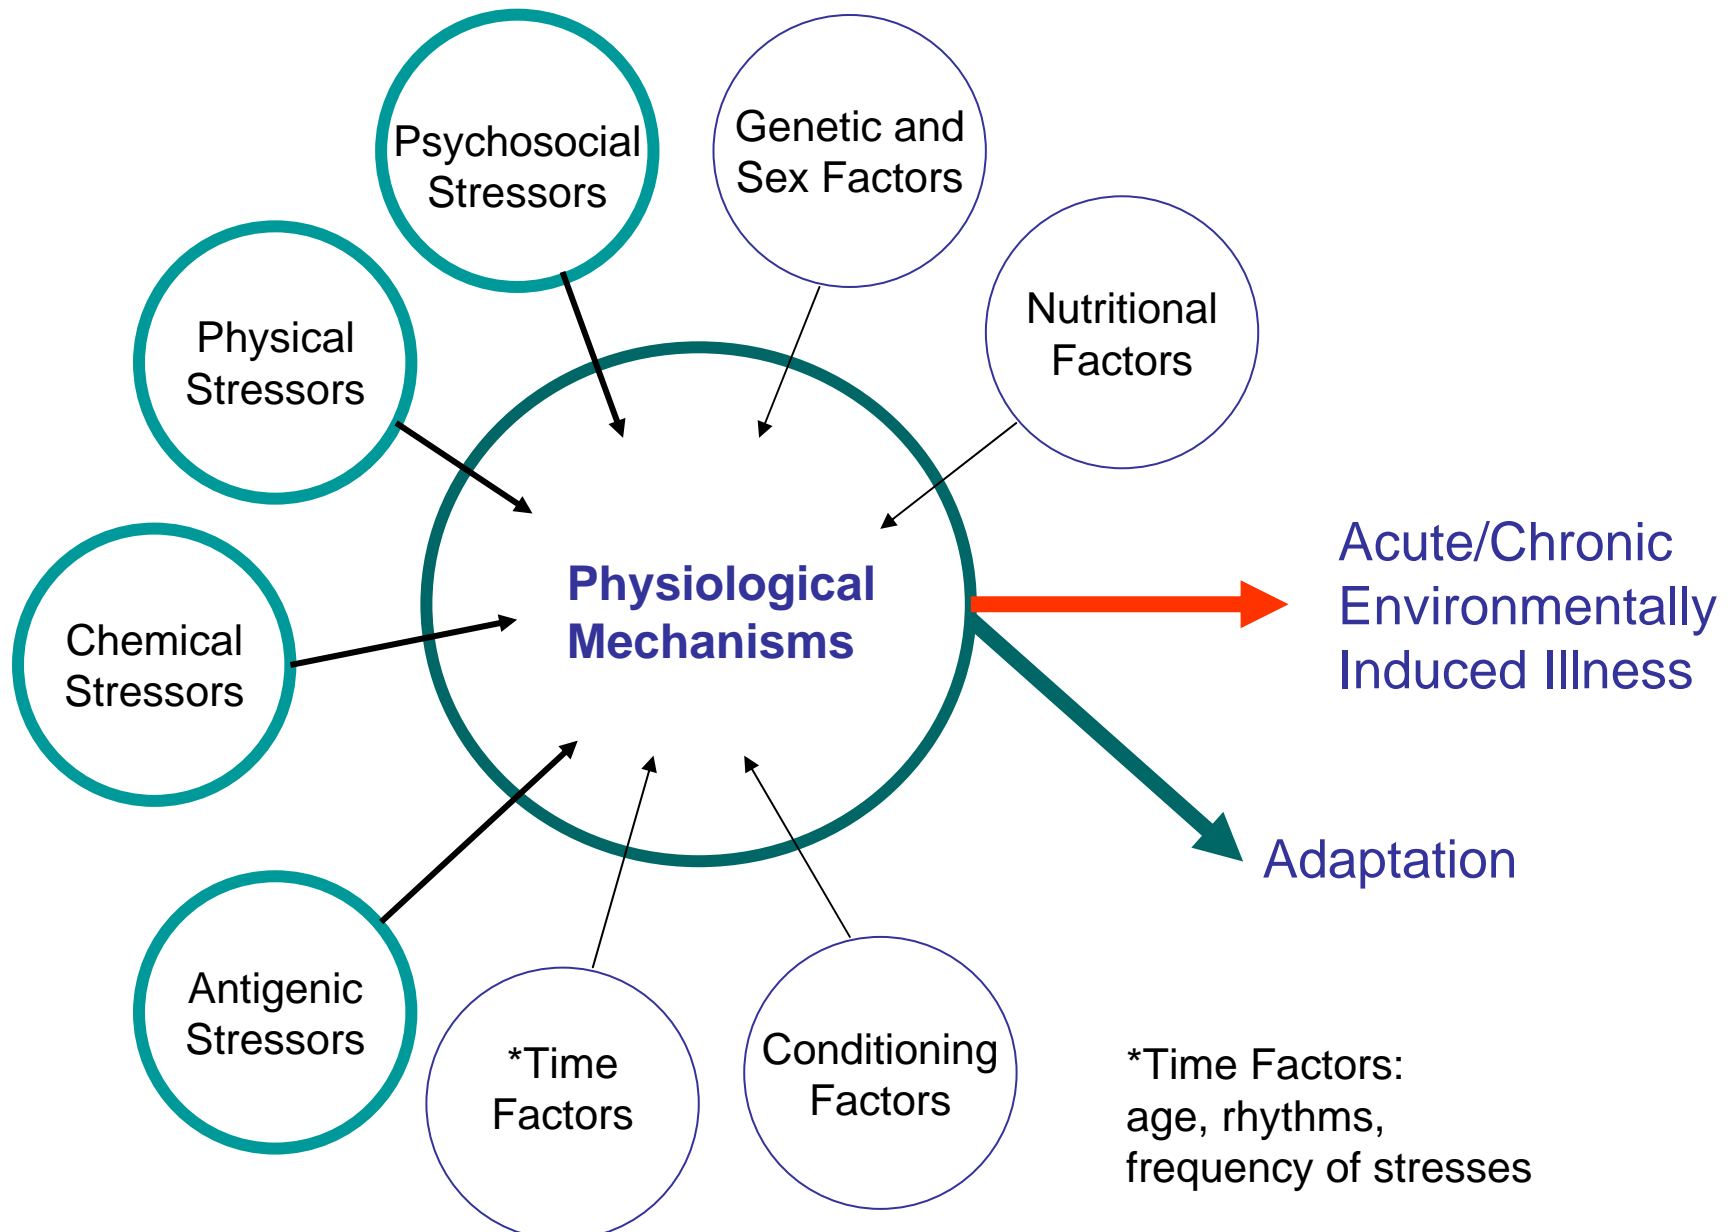 Psychosocial
Stressors
Genetic and
Sex Factors
Physical
Stressors
Nutritional
Factors
Chemical
Stressors
Physiological
Mechanisms
Acute/Chronic
Environmentally
Induced Illness
Adaptation
Antigenic
Stressors
*Time
Factors
Conditioning
Factors
*Time Factors:
age, rhythms,
frequency of stresses